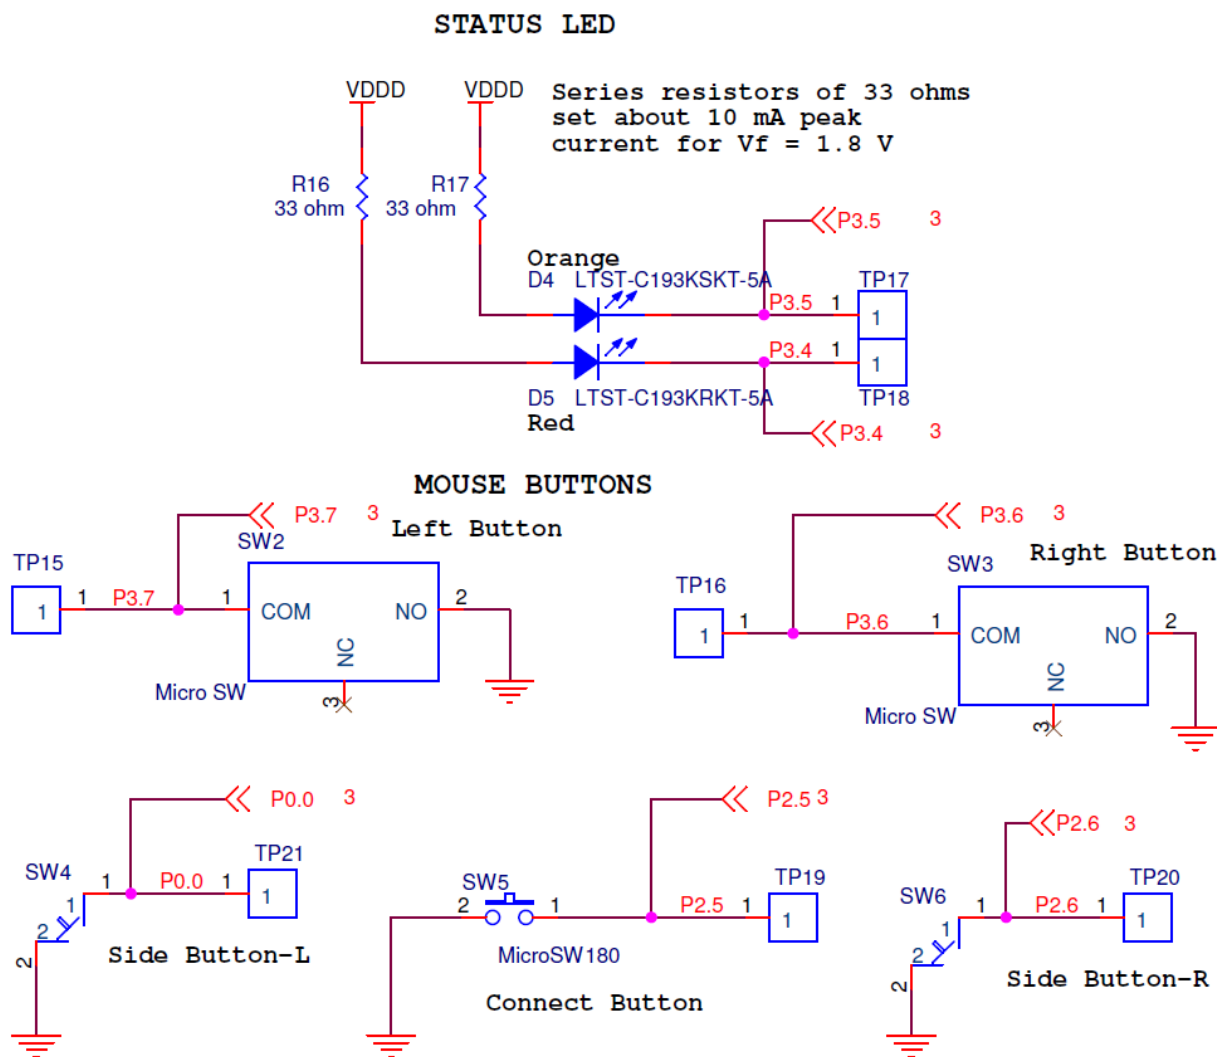 STATUS LED
VDDD
VDDD
Series resistors of 33 ohms
set about 10 mA peak
current for Vf = 1.8 V
R16
33 ohm
R17
33 ohm
P3.5 3
Orange
D4 LTST-C193KSKT-5A
TP17
P3.5 1
1
P3.4 1
1
D5 LTST-C193KRKT-5A
TP18
Red
P3.4 3
MOUSE BUTTONS
P3.7 3
Left Button
SW2
TP15
1
1 P3.7 1
COM
NO
2
NC
3
Micro SW
P3.6 3
Right Button
SW3
TP16
1
1 P3.6 1
COM
NO
2
NC
3
Micro SW
P0.0 3
SW4
TP21
1 P0.0 1
1
1
2
2
Side Button-L
P2.5 3
SW5
TP19
2
1 P2.5 1
1
MicroSW180
Connect Button
P2.6 3
SW6
TP20
1 P2.6 1
1
1
2
2
Side Button-R